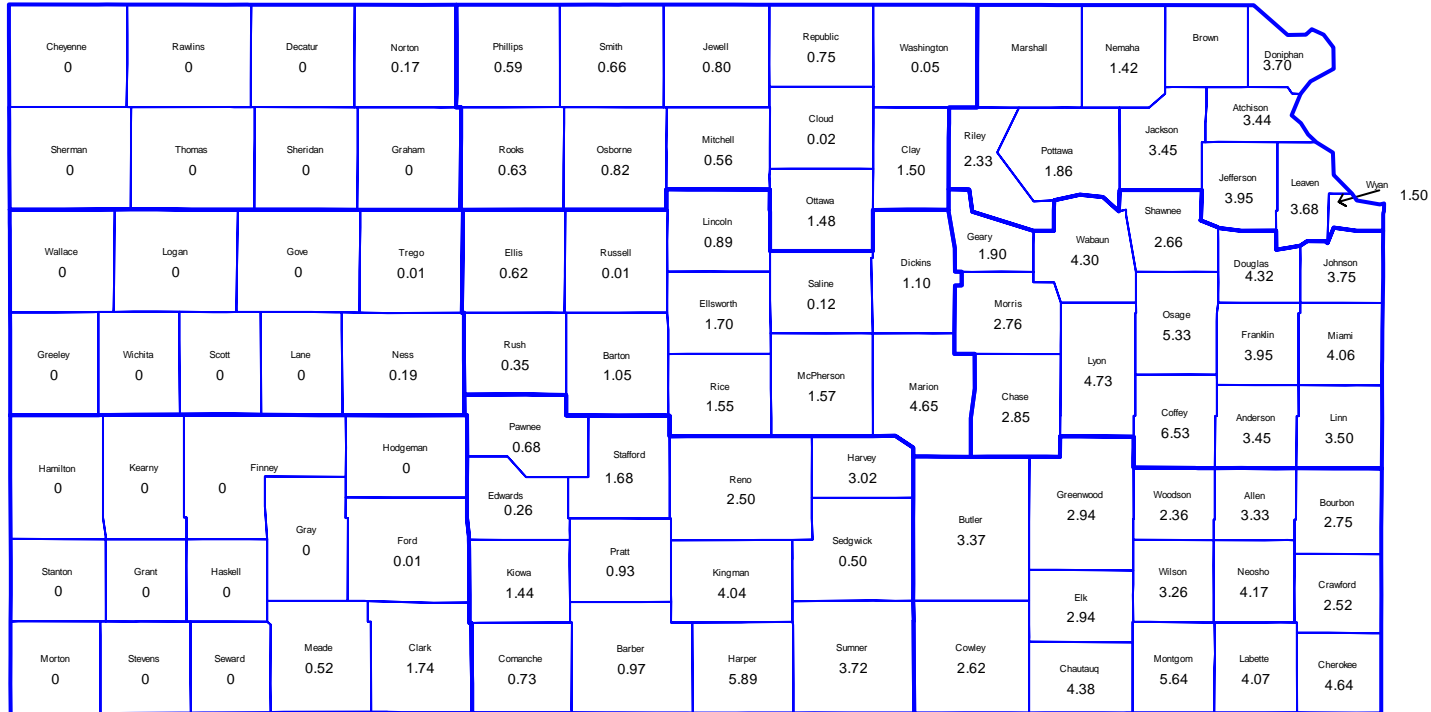 Cheyenne
0
Rawlins
0
Decatur
0
Norton
0.17
Phillips
0.59
Smith
0.66
Jewell
0.80
Republic
0.75
Washington
0.05
Marshall
Nemaha
1.42
Brown
Doniphan
3.70
Sherman
0
Thomas
0
Sheridan
0
Graham
0
Rooks
0.63
Osborne
0.82
Mitchell
0.56
Cloud
0.02
Clay
1.50
Riley
2.33
Pottawa
1.86
Jackson
3.45
Atchison
3.44
Jefferson
3.95
Leaven
3.68
Wyan
1.50
Wallace
0
Logan
0
Gove
0
Trego
0.01
Ellis
0.62
Russell
0.01
Lincoln
0.89
Ottawa
1.48
Dickins
1.10
Geary
1.90
Wabaun
4.30
Shawnee
2.66
Douglas
4.32
Johnson
3.75
Ellsworth
1.70
Saline
0.12
Morris
2.76
Osage
5.33
Franklin
3.95
Miami
4.06
Greeley
0
Wichita
0
Scott
0
Lane
0
Ness
0.19
Rush
0.35
Barton
1.05
Rice
1.55
McPherson
1.57
Marion
4.65
Chase
2.85
Lyon
4.73
Coffey
6.53
Anderson
3.45
Linn
3.50
Hamilton
0
Kearny
0
Finney
0
Hodgeman
0
Pawnee
0.68
Stafford
1.68
Edwards
0.26
Reno
2.50
Harvey
3.02
Butler
3.37
Greenwood
2.94
Woodson
2.36
Allen
3.33
Bourbon
2.75
Gray
0
Ford
0.01
Pratt
0.93
Sedgwick
0.50
Stanton
0
Grant
0
Haskell
0
Kiowa
1.44
Kingman
4.04
Elk
2.94
Wilson
3.26
Neosho
4.17
Crawford
2.52
Morton
0
Stevens
0
Seward
0
Meade
0.52
Clark
1.74
Comanche
0.73
Barber
0.97
Harper
5.89
Sumner
3.72
Cowley
2.62
Chautauq
4.38
Montgom
5.64
Labette
4.07
Cherokee
4.64